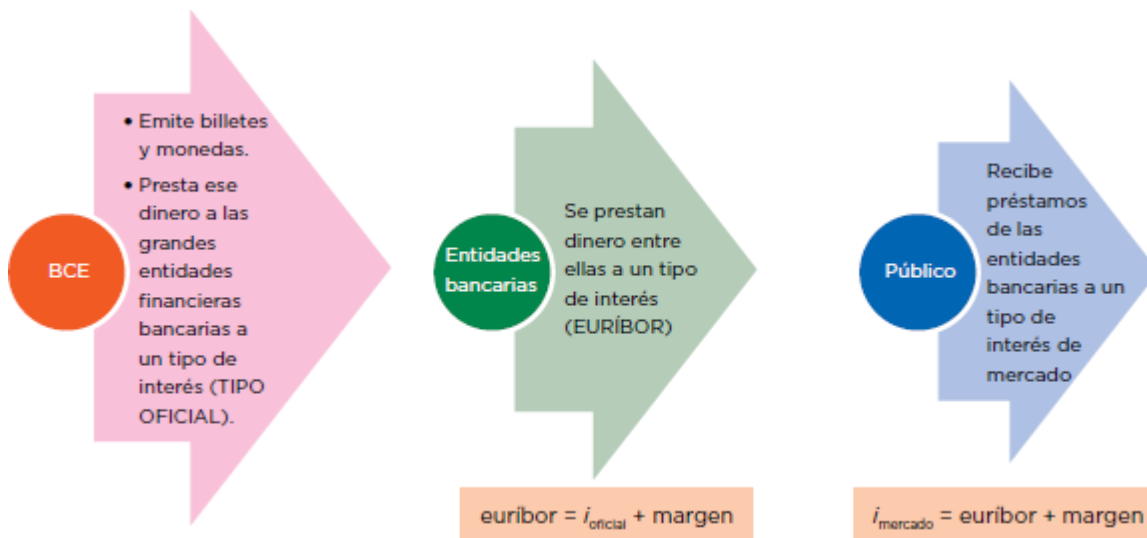 BCE
• Emite billetes
y monedas.
• Presta ese
dinero a las
grandes
entidades
financieras
bancarias a
un tipo de
interés (TIPO
OFICIAL).
Entidades
bancarias
Se prestan
dinero entre
ellas a un tipo
de interés
(EURÍBOR)
euríbor = i oficial + margen
Público
Recibe
préstamos
de las
entidades
bancarias a un
tipo de
interés de
mercado
i mercado = euríbor + margen